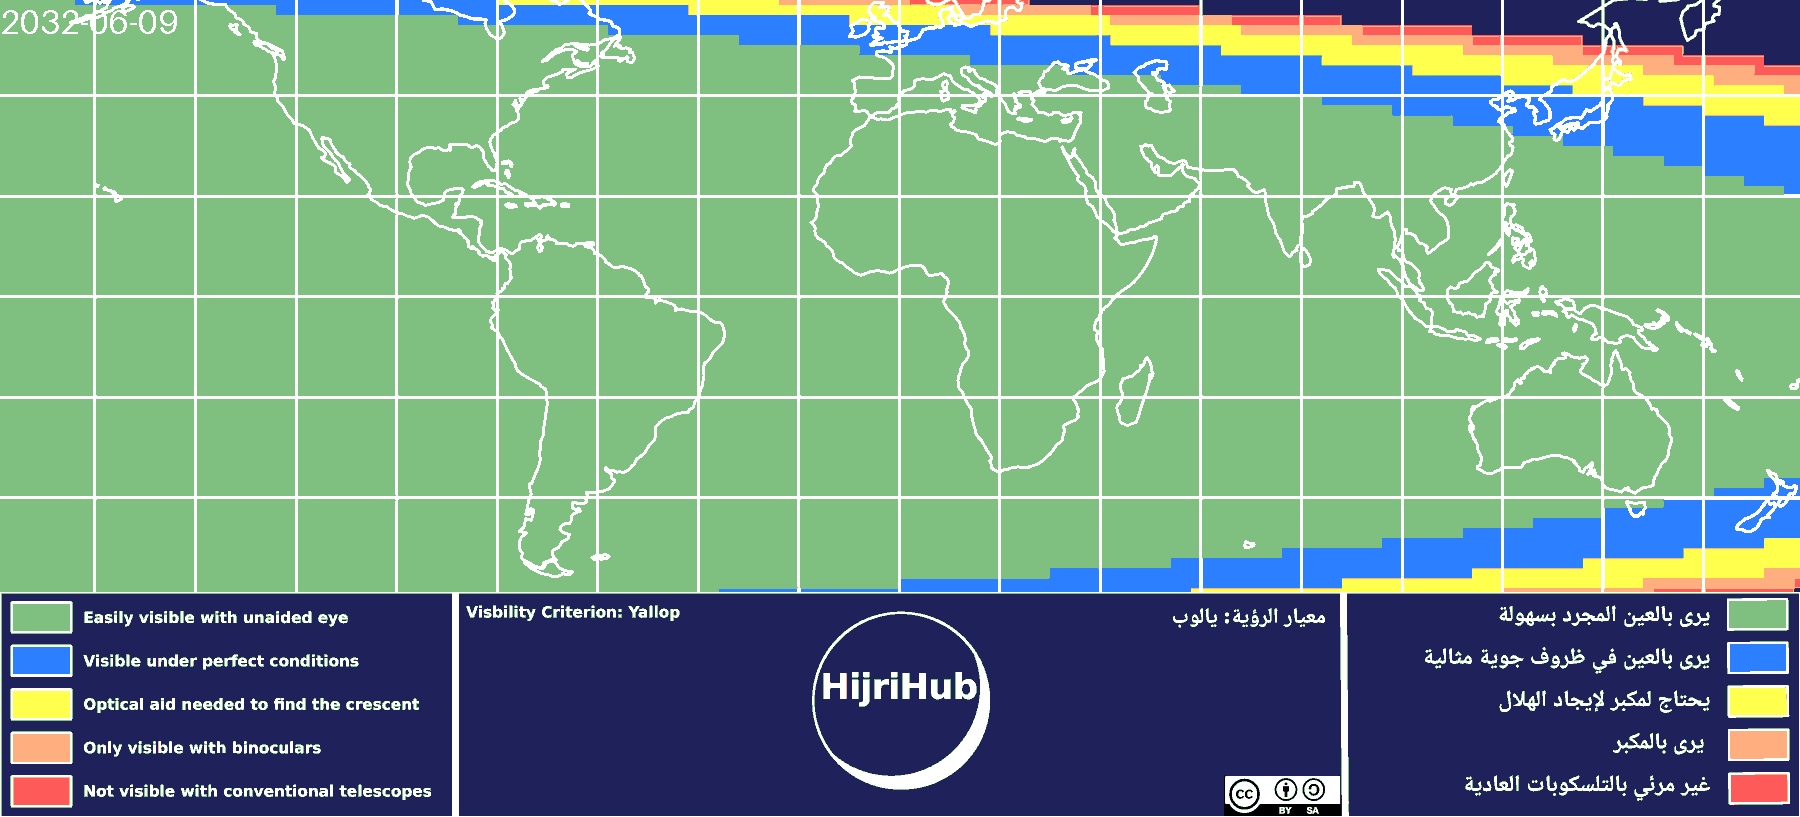 2032-06-09
Easily visible with unaided eye
Visible under perfect conditions
Optical aid needed to find the crescent
Only visible with binoculars
Not visible with conventional telescopes
Visbility Criterion: Yallop
معيار الرؤية: يالوب
HijriHub
cc
BY SA
يرى بالعين المجرد بسهولة
يرى بالعين في ظروف جوية مثالية
يحتاج لمكبر لإيجاد الهلال
يرى بالمكبر
غير مرئي بالتلسكوبات العادية